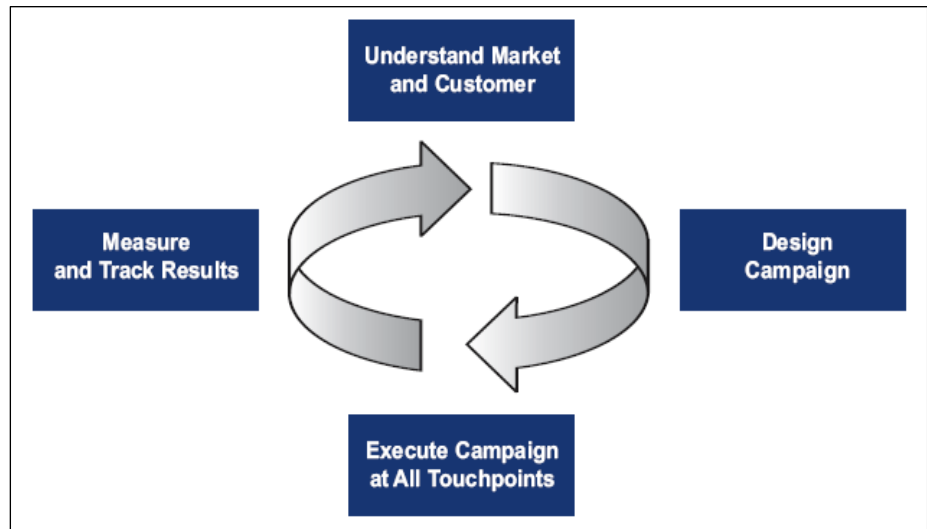 Understand Market
and Customer
Measure
and Track Results
Design
Campaign
Execute Campaign
at All Touchpoints